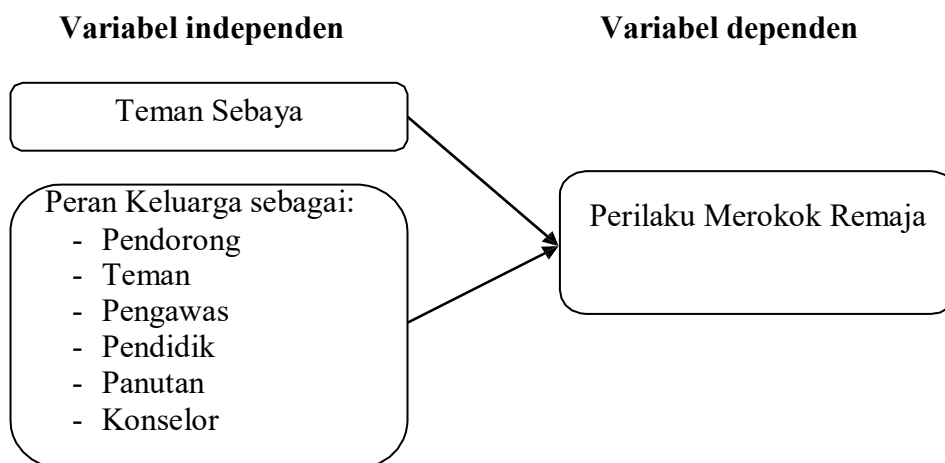 Variabel independen
Variabel dependen
Teman Sebaya
Peran Keluarga sebagai:
- Pendorong
- Teman
- Pengawas
- Pendidik
- Panutan
- Konselor
Perilaku Merokok Remaja